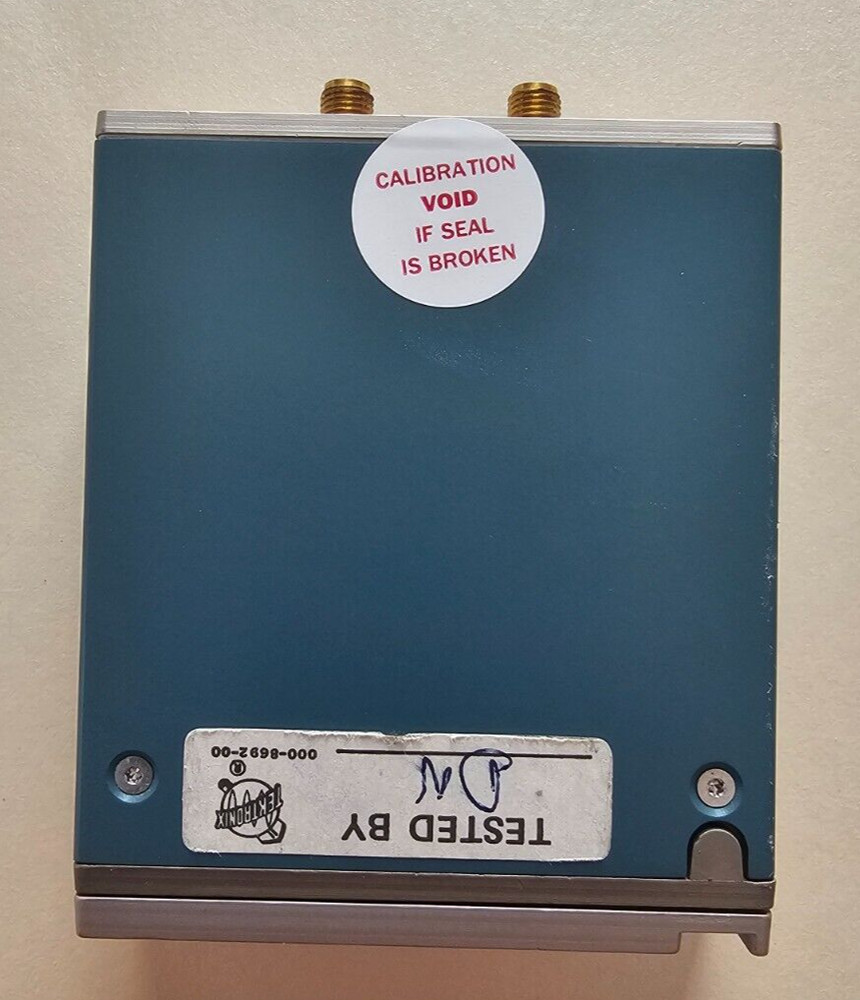 CALIBRATION
VOID
IF SEAL
IS BROKEN
TESTED BY
TEKTRONIX
®
000-8692-00